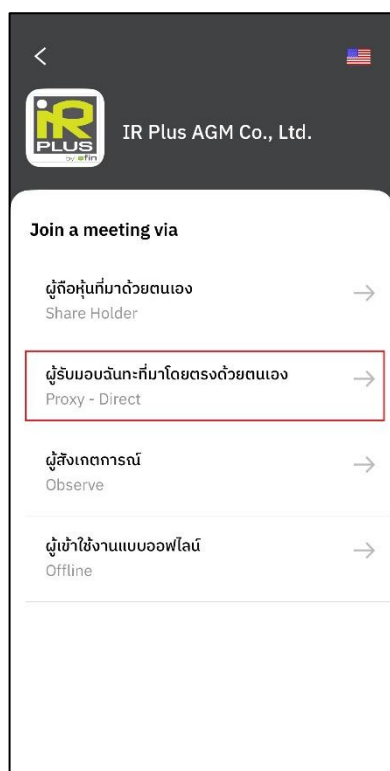 iR
PLUS
by efin
IR Plus AGM Co., Ltd.
Join a meeting via
ผู้ถือหุ้นที่มาด้วยตนเอง
Share Holder
ผู้รับมอบฉันทะที่มาโดยตรงด้วยตนเอง
Proxy - Direct
ผู้สังเกตการณ์
Observe
ผู้เข้าใช้งานแบบออฟไลน์
Offline